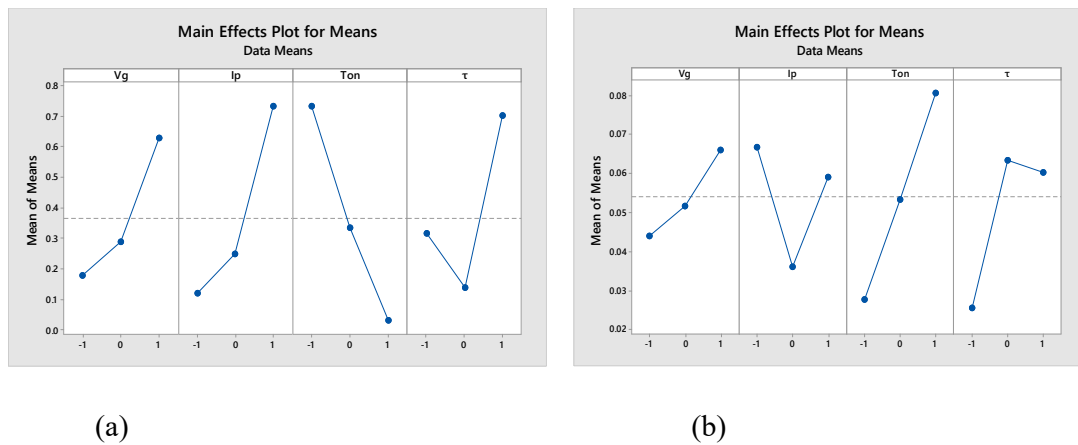 Main Effects Plot for Means
Data Means
Vg Ip Ton τ
0.8
0.7
0.6
0.5
0.4
0.3
0.2
0.1
0.0
Mean of Means
-1 0 1 -1 0 1 -1 0 1 -1 0 1
(a)
Main Effects Plot for Means
Data Means
Vg Ip Ton τ
0.08
0.07
0.06
0.05
0.04
0.03
0.02
Mean of Means
-1 0 1 -1 0 1 -1 0 1 -1 0 1
(b)